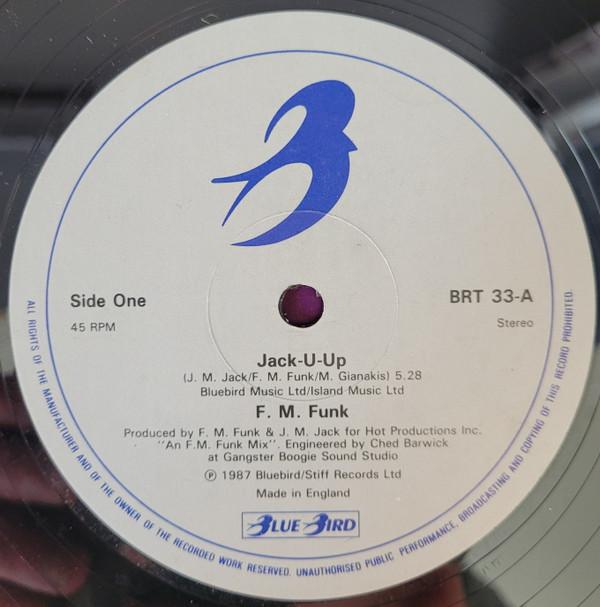 Side One
BRT 33-A
45 RPM
Stereo
Jack-U-Up
(J. M. Jack/F. M. Funk/M. Gianakis) 5.28
Bluebird Music Ltd/Island Music Ltd
F. M. Funk
Produced by F. M. Funk & J. M. Jack for Hot Productions Inc.
"An F.M. Funk Mix". Engineered by Ched Barwick
at Gangster Boogie Sound Studio
℗ 1987 Bluebird/Stiff Records Ltd
Made in England
BLUE BIRD
ALL RIGHTS OF THE MANUFACTURER AND OF THE OWNER OF THE RECORDED WORK RESERVED. UNAUTHORISED PUBLIC PERFORMANCE, BROADCASTING AND COPYING OF THIS RECORD PROHIBITED.